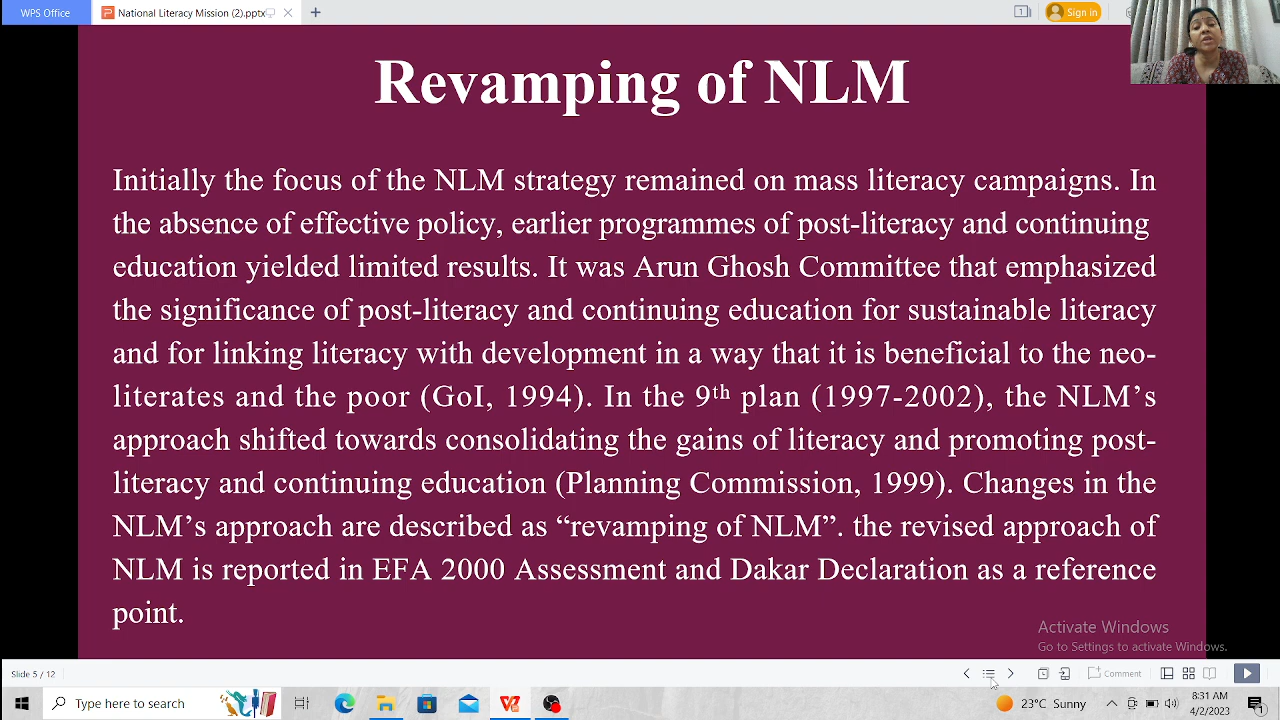 WPS Office
National Literacy Mission (2).pptx
Sign in
Revamping of NLM
Initially the focus of the NLM strategy remained on mass literacy campaigns. In
the absence of effective policy, earlier programmes of post-literacy and continuing
education yielded limited results. It was Arun Ghosh Committee that emphasized
the significance of post-literacy and continuing education for sustainable literacy
and for linking literacy with development in a way that it is beneficial to the neo-
literates and the poor (GoI, 1994). In the 9th plan (1997-2002), the NLM’s
approach shifted towards consolidating the gains of literacy and promoting post-
literacy and continuing education (Planning Commission, 1999). Changes in the
NLM’s approach are described as “revamping of NLM”. the revised approach of
NLM is reported in EFA 2000 Assessment and Dakar Declaration as a reference
point.
Activate Windows
Go to Settings to activate Windows.
Slide 5 / 12
Comment
Type here to search
23°C Sunny
8:31 AM
4/2/2023